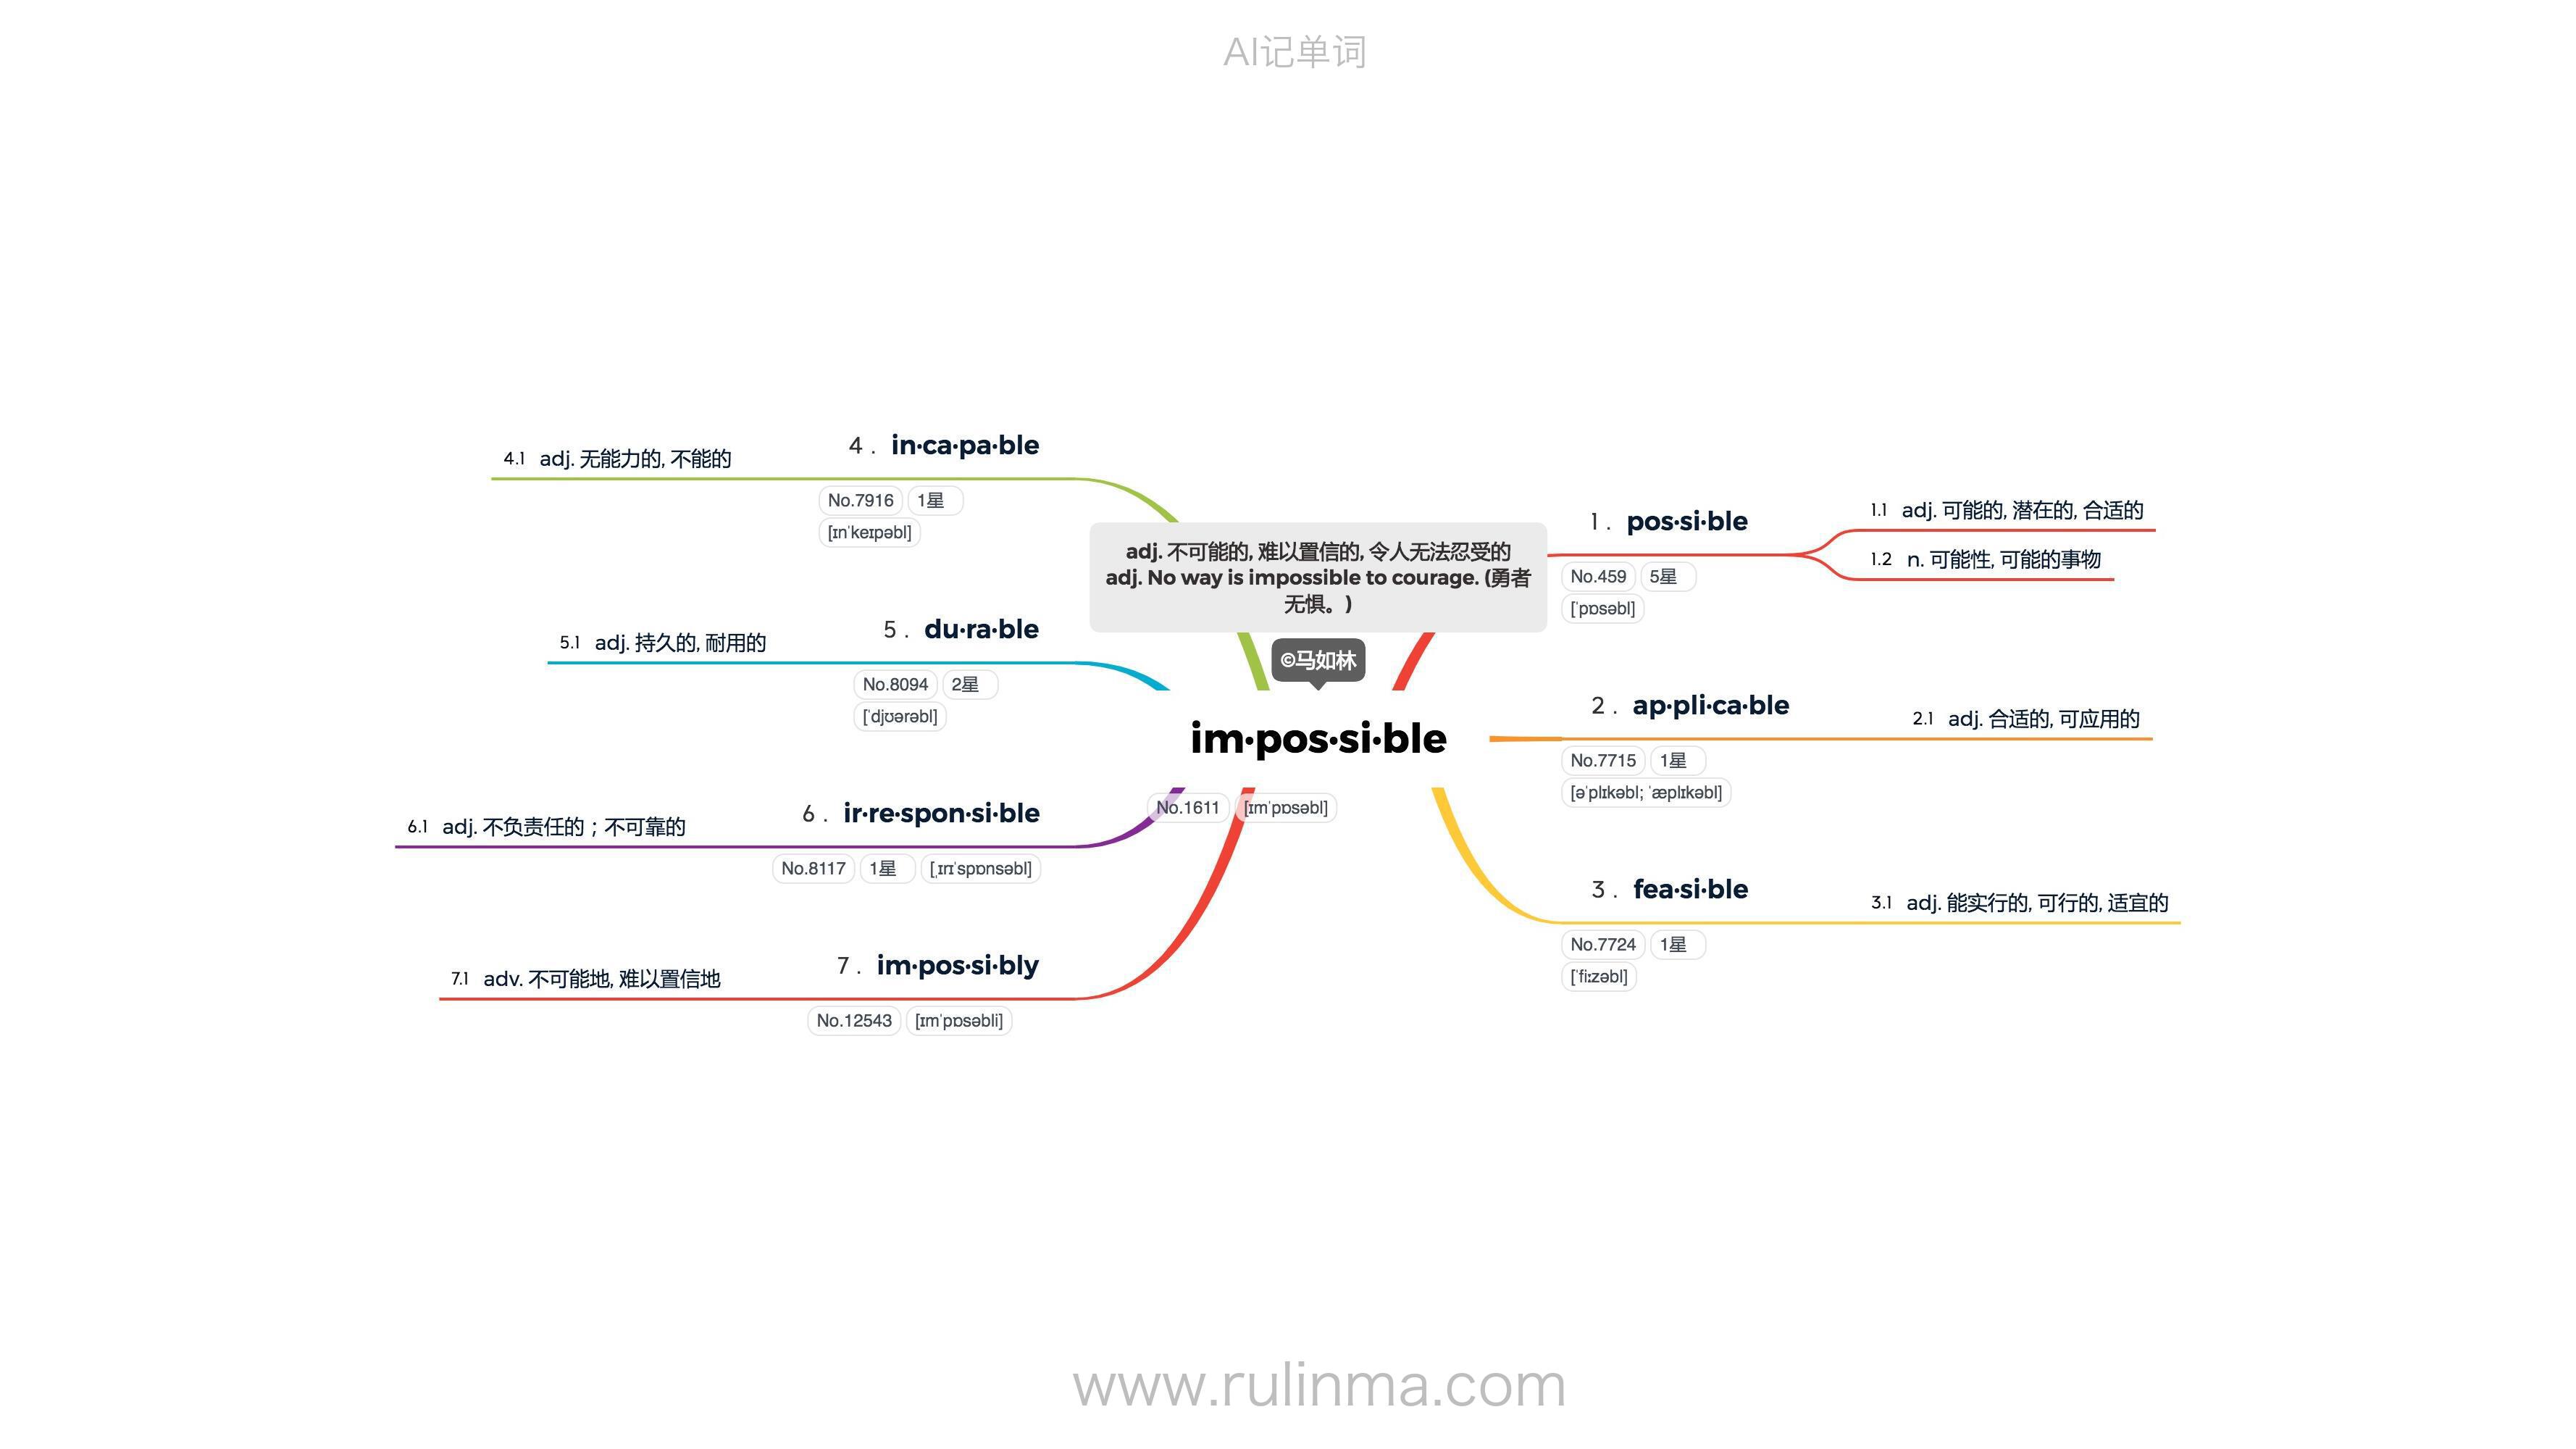 AI记单词
adj. 不可能的, 难以置信的, 令人无法忍受的
adj. No way is impossible to courage. (勇者
无惧。)
©马如林
im·pos·si·ble
No.1611 [ɪmˈpɒsəbl]
1. pos·si·ble
No.459 5星
[ˈpɒsəbl]
1.1 adj. 可能的, 潜在的, 合适的
1.2 n. 可能性, 可能的事物
2. ap·pli·ca·ble
No.7715 1星
[əˈplɪkəbl; ˈæplɪkəbl]
2.1 adj. 合适的, 可应用的
3. fea·si·ble
No.7724 1星
[ˈfiːzəbl]
3.1 adj. 能实行的, 可行的, 适宜的
4. in·ca·pa·ble
No.7916 1星
[ɪnˈkeɪpəbl]
4.1 adj. 无能力的, 不能的
5. du·ra·ble
No.8094 2星
[ˈdjʊərəbl]
5.1 adj. 持久的, 耐用的
6. ir·re·spon·si·ble
No.8117 1星 [ˌɪrɪˈspɒnsəbl]
6.1 adj. 不负责任的；不可靠的
7. im·pos·si·bly
No.12543 [ɪmˈpɒsəbli]
7.1 adv. 不可能地, 难以置信地
www.rulinma.com